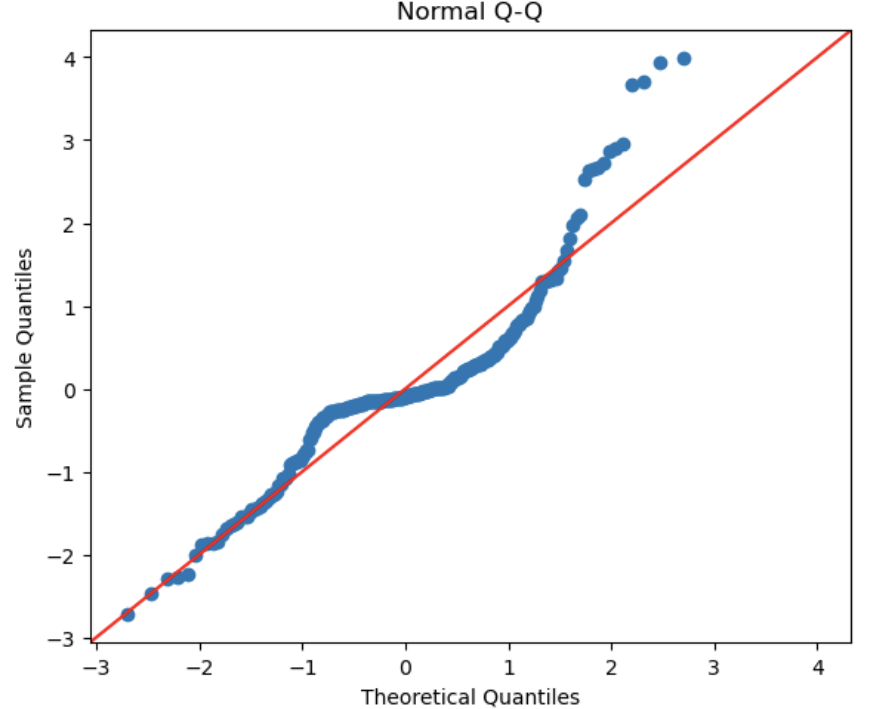 Normal Q-Q
4
3
2
1
0
−1
−2
−3
Sample Quantiles
−3 −2 −1 0 1 2 3 4
Theoretical Quantiles